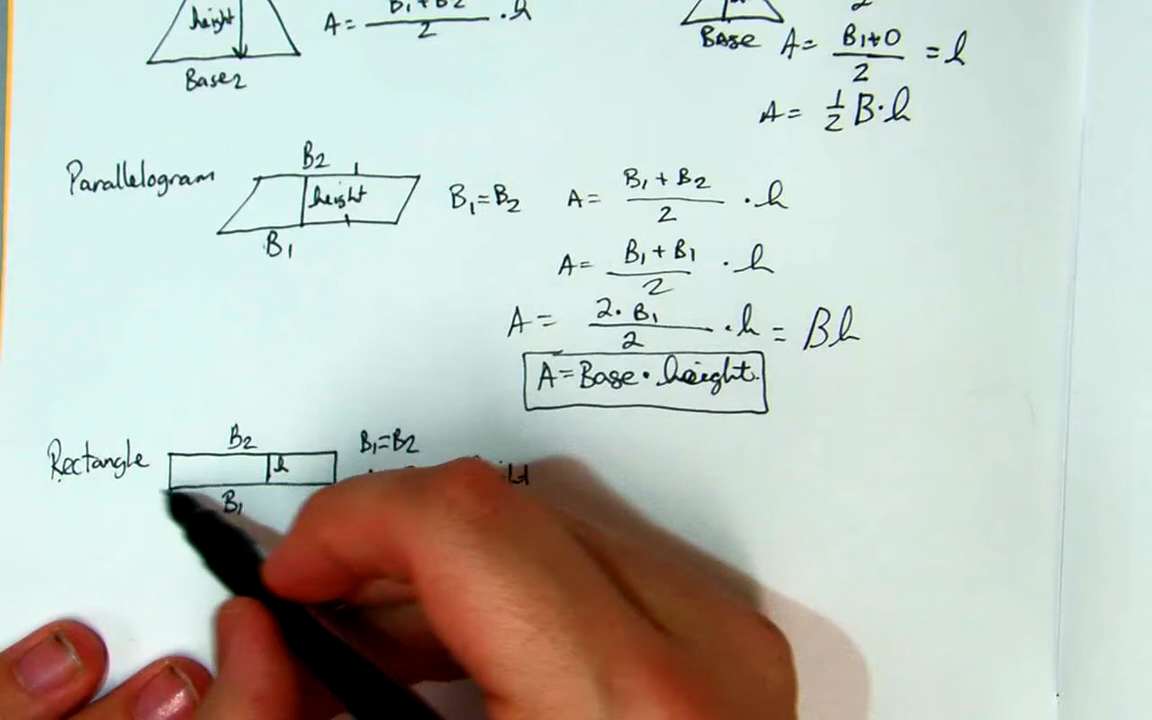 height
A = B1+B2 / 2 · h
Base2
2
BASE A = B1+0 / 2 = h
A = 1/2 B·h
Parallelogram
B2
height
B1
B1=B2 A = B1 + B2 / 2 · h
A = B1 + B1 / 2 · h
A = 2·B1 / 2 · h = Bh
A=Base·height
Rectangle
B2
h
B1
B1=B2